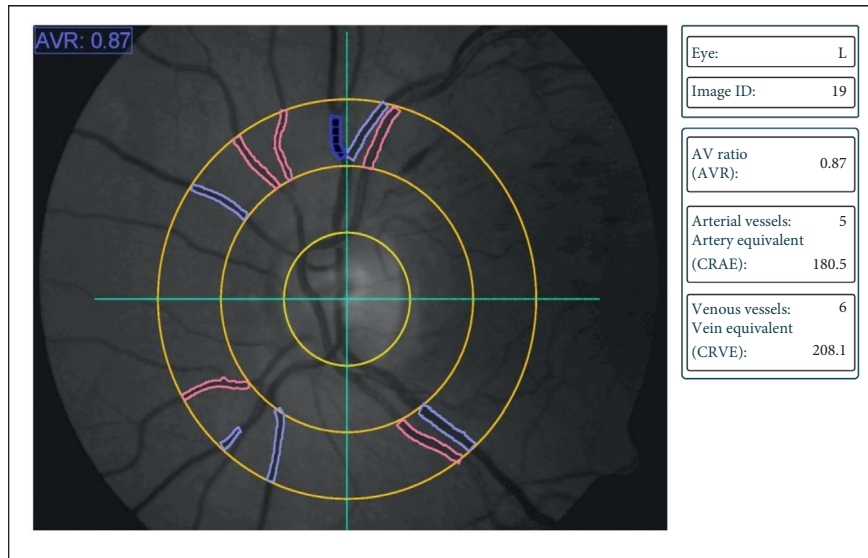 AVR: 0.87
Eye: L
Image ID: 19
AV ratio
(AVR): 0.87
Arterial vessels: 5
Artery equivalent
(CRAE): 180.5
Venous vessels: 6
Vein equivalent
(CRVE): 208.1